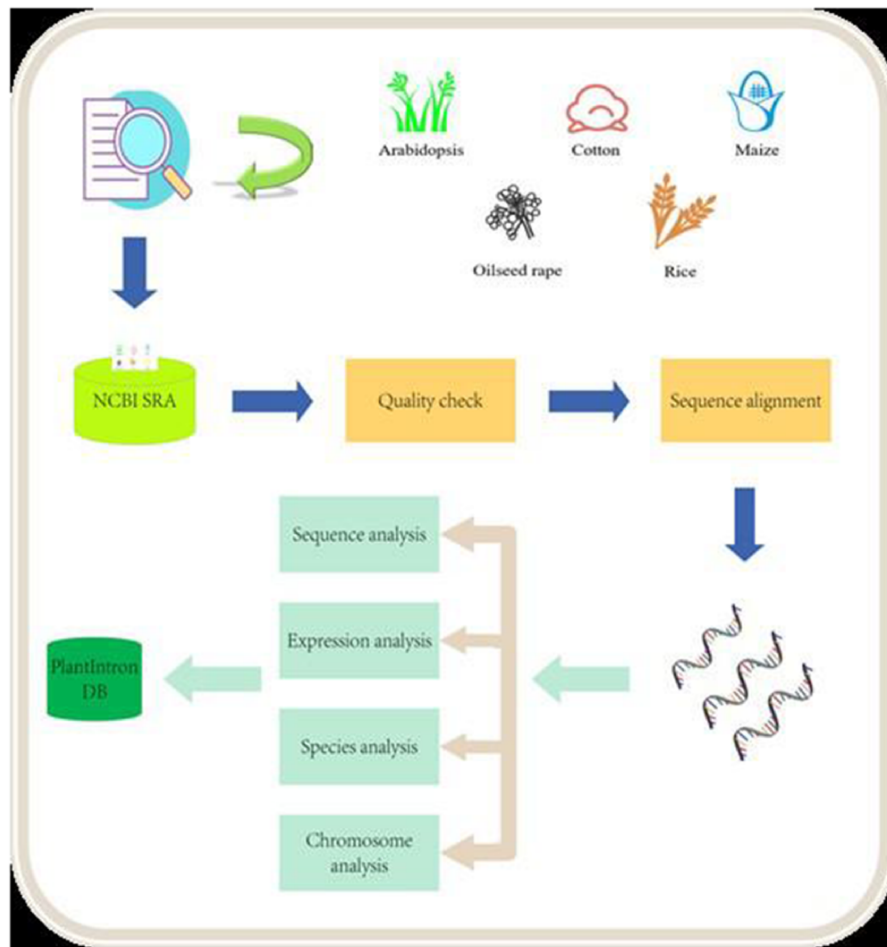 Arabidopsis
Cotton
Maize
Oilseed rape
Rice
NCBI SRA
Quality check
Sequence alignment
Sequence analysis
Expression analysis
Species analysis
Chromosome
analysis
PlantIntron
DB